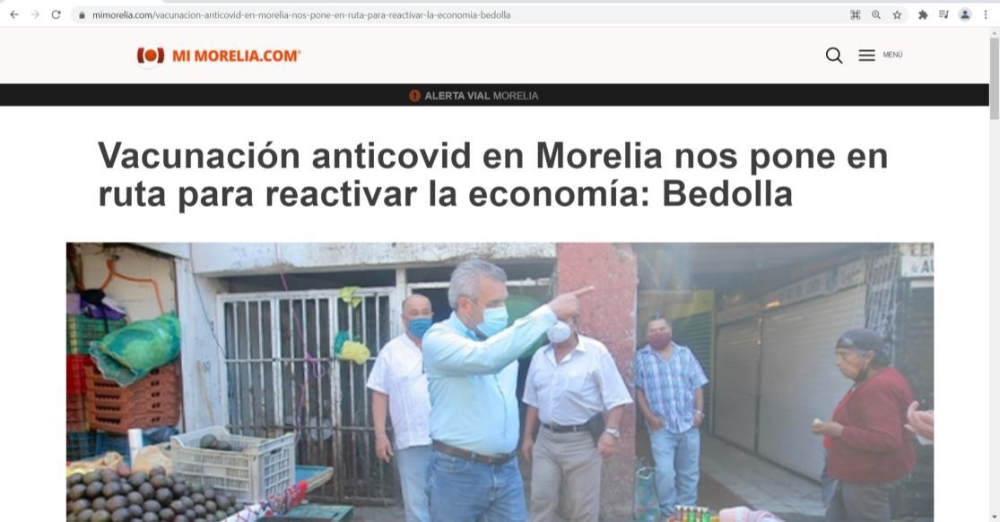 mimorelia.com/vacunacion-anticovid-en-morelia-nos-pone-en-ruta-para-reactivar-la-economia-bedolla
MI MORELIA.COM
MENÚ
ALERTA VIAL MORELIA
Vacunación anticovid en Morelia nos pone en
ruta para reactivar la economía: Bedolla